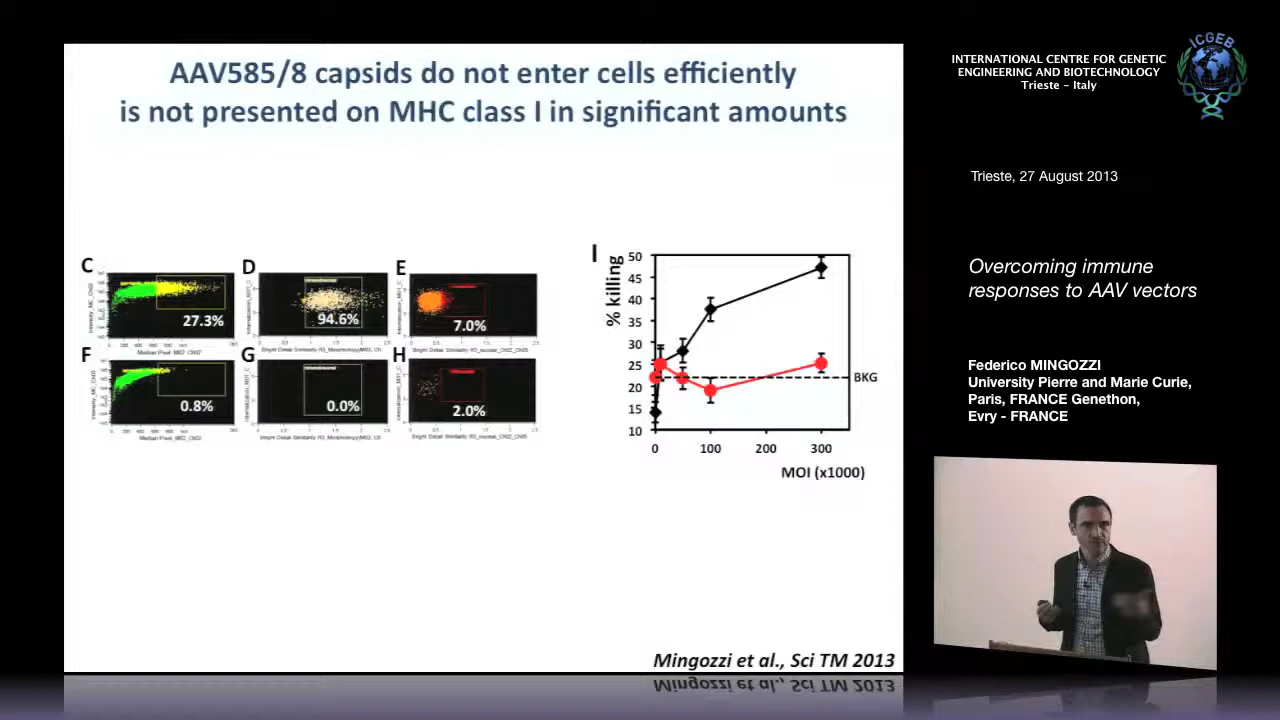 AAV585/8 capsids do not enter cells efficiently
is not presented on MHC class I in significant amounts
C
27.3%
D
94.6%
E
7.0%
F
0.8%
G
0.0%
H
2.0%
I
% killing
50
45
40
35
30
25
20
15
10
BKG
0 100 200 300
MOI (x1000)
Mingozzi et al., Sci TM 2013
INTERNATIONAL CENTRE FOR GENETIC
ENGINEERING AND BIOTECHNOLOGY
Trieste - Italy
ICGEB
Trieste, 27 August 2013
Overcoming immune
responses to AAV vectors
Federico MINGOZZI
University Pierre and Marie Curie,
Paris, FRANCE Genethon,
Evry - FRANCE